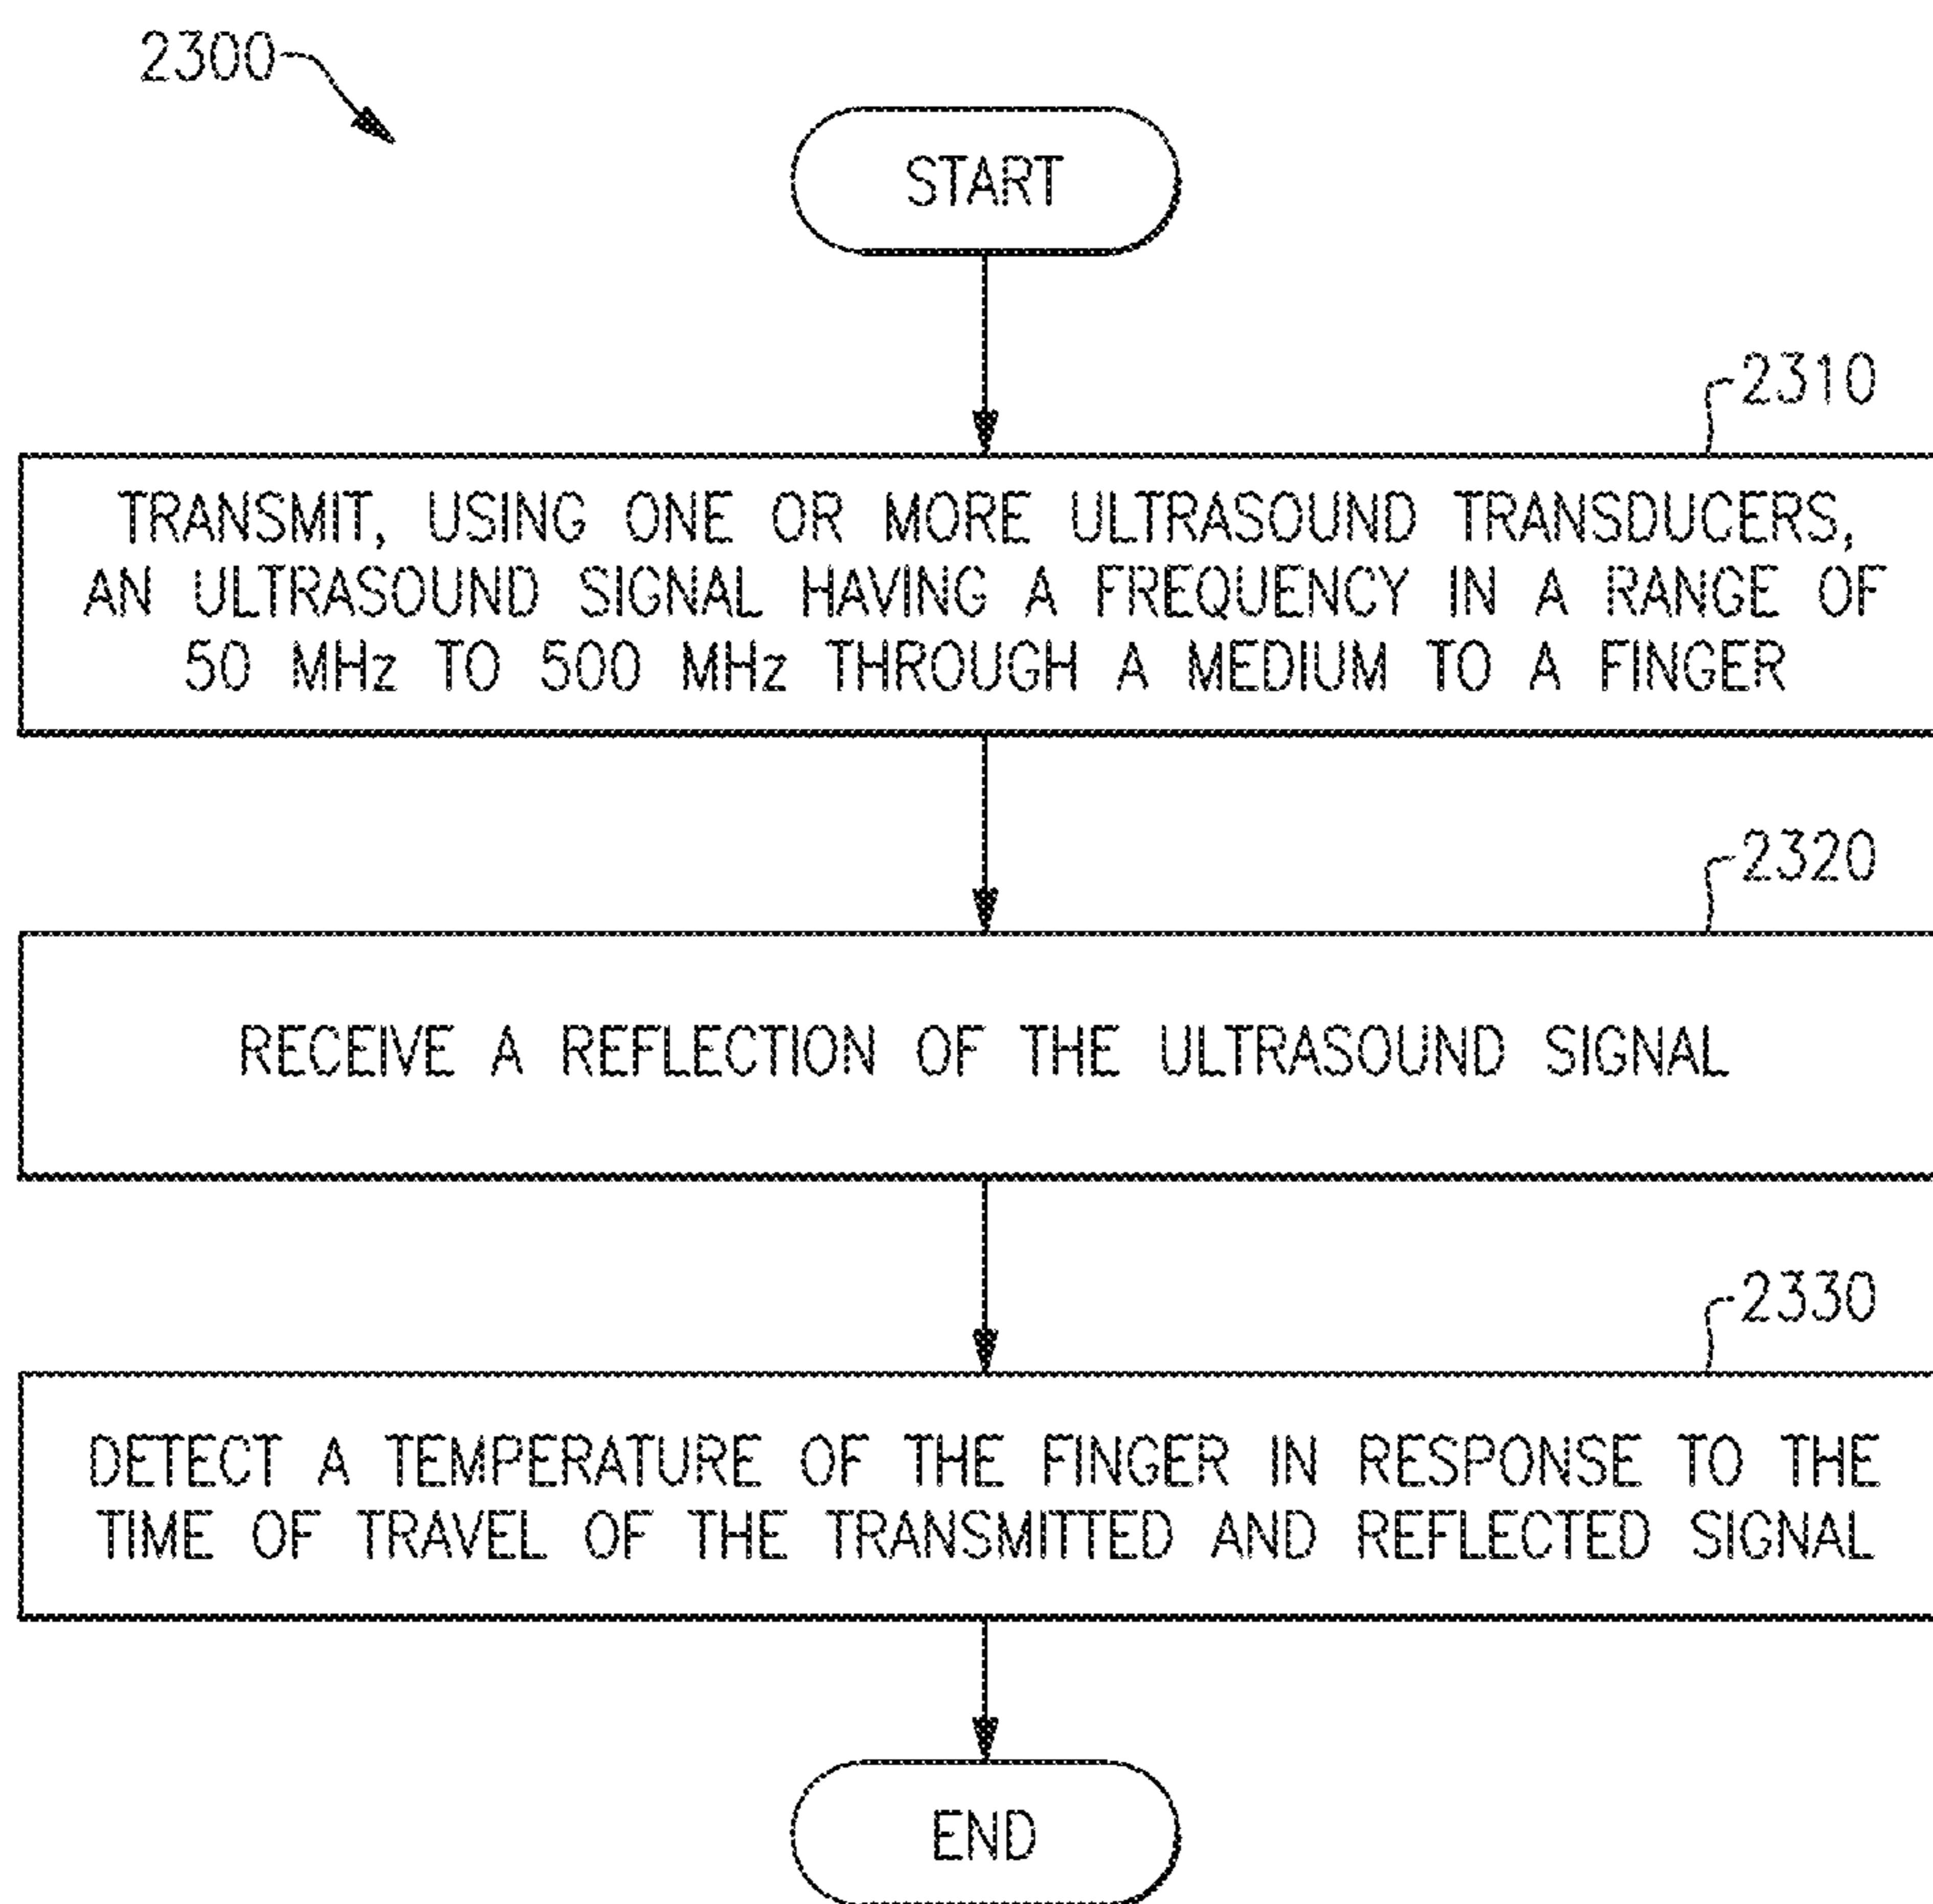 2300
START
2310
TRANSMIT, USING ONE OR MORE ULTRASOUND TRANSDUCERS,
AN ULTRASOUND SIGNAL HAVING A FREQUENCY IN A RANGE OF
50 MHz TO 500 MHz THROUGH A MEDIUM TO A FINGER
2320
RECEIVE A REFLECTION OF THE ULTRASOUND SIGNAL
2330
DETECT A TEMPERATURE OF THE FINGER IN RESPONSE TO THE
TIME OF TRAVEL OF THE TRANSMITTED AND REFLECTED SIGNAL
END